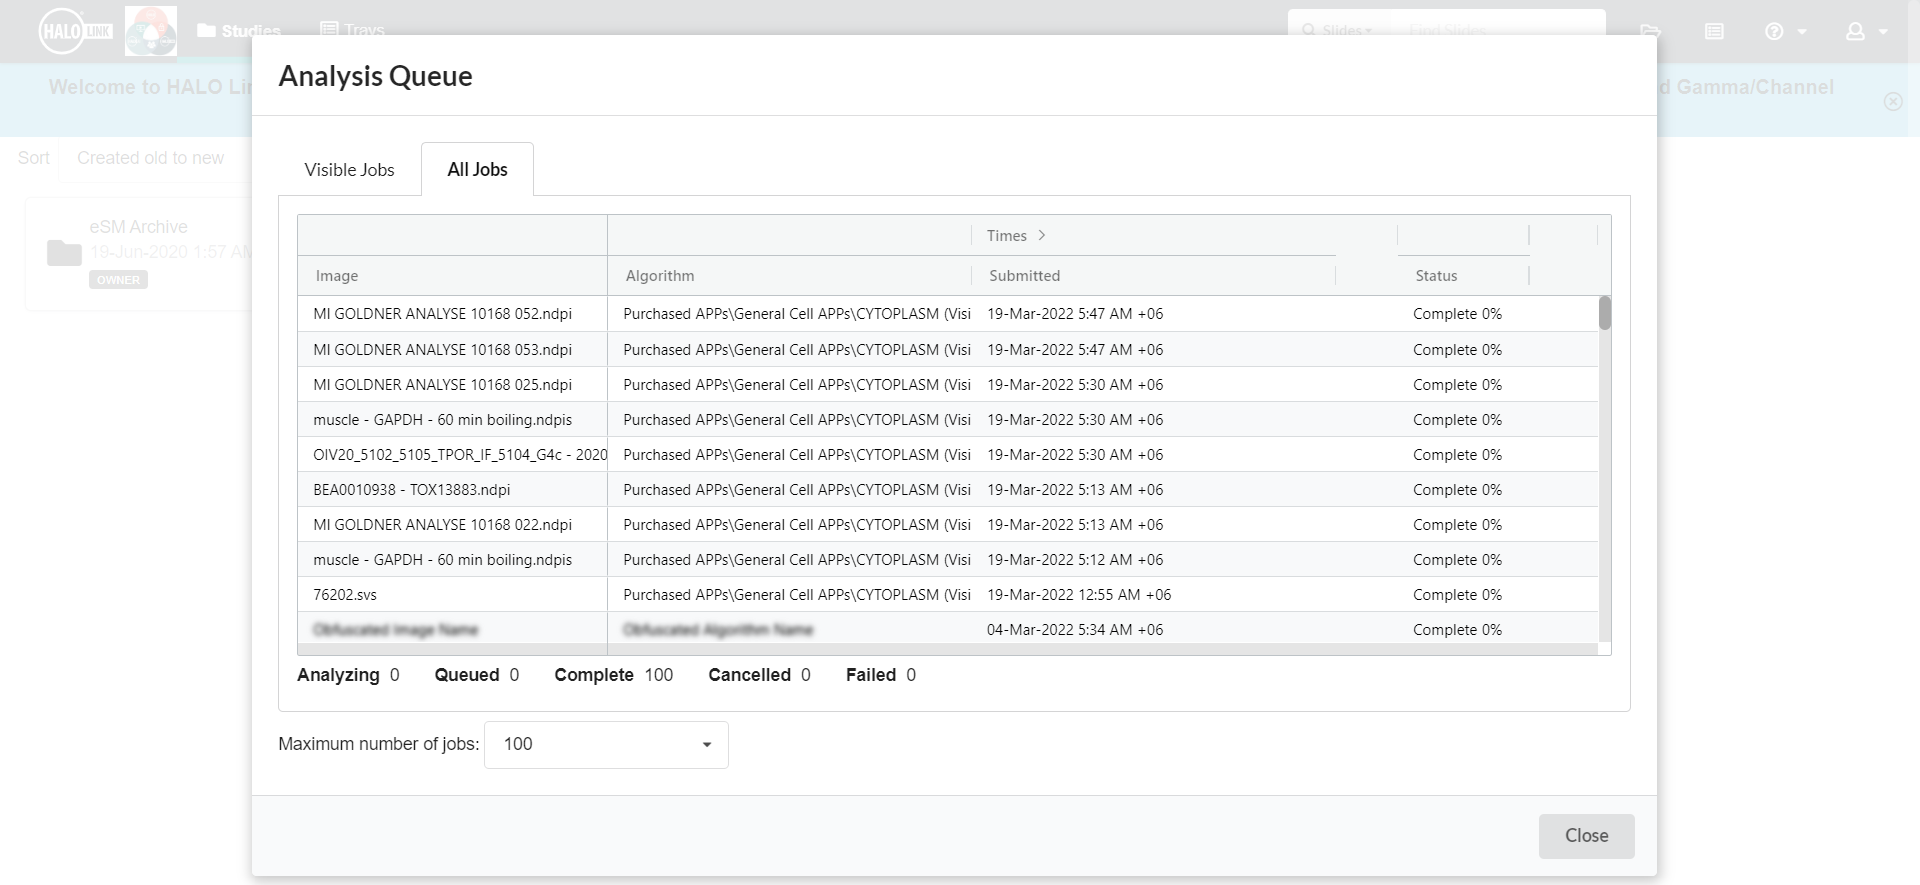 HALO LINK
Studies
Trays
Slides
Find Slides
Welcome to HALO Lin
d Gamma/Channel
Sort
Created old to new
eSM Archive
19-Jun-2020 1:57 AM
OWNER
Analysis Queue
Visible Jobs
All Jobs
Times
Image Algorithm Submitted Status
MI GOLDNER ANALYSE 10168 052.ndpi Purchased APPs\General Cell APPs\CYTOPLASM (Visi 19-Mar-2022 5:47 AM +06 Complete 0%
MI GOLDNER ANALYSE 10168 053.ndpi Purchased APPs\General Cell APPs\CYTOPLASM (Visi 19-Mar-2022 5:47 AM +06 Complete 0%
MI GOLDNER ANALYSE 10168 025.ndpi Purchased APPs\General Cell APPs\CYTOPLASM (Visi 19-Mar-2022 5:30 AM +06 Complete 0%
muscle - GAPDH - 60 min boiling.ndpis Purchased APPs\General Cell APPs\CYTOPLASM (Visi 19-Mar-2022 5:30 AM +06 Complete 0%
OIV20_5102_5105_TPOR_IF_5104_G4c - 2020 Purchased APPs\General Cell APPs\CYTOPLASM (Visi 19-Mar-2022 5:30 AM +06 Complete 0%
BEA0010938 - TOX13883.ndpi Purchased APPs\General Cell APPs\CYTOPLASM (Visi 19-Mar-2022 5:13 AM +06 Complete 0%
MI GOLDNER ANALYSE 10168 022.ndpi Purchased APPs\General Cell APPs\CYTOPLASM (Visi 19-Mar-2022 5:13 AM +06 Complete 0%
muscle - GAPDH - 60 min boiling.ndpis Purchased APPs\General Cell APPs\CYTOPLASM (Visi 19-Mar-2022 5:12 AM +06 Complete 0%
76202.svs Purchased APPs\General Cell APPs\CYTOPLASM (Visi 19-Mar-2022 12:55 AM +06 Complete 0%
Obfuscated Image Name Obfuscated Algorithm Name 04-Mar-2022 5:34 AM +06 Complete 0%
Analyzing 0 Queued 0 Complete 100 Cancelled 0 Failed 0
Maximum number of jobs: 100
Close